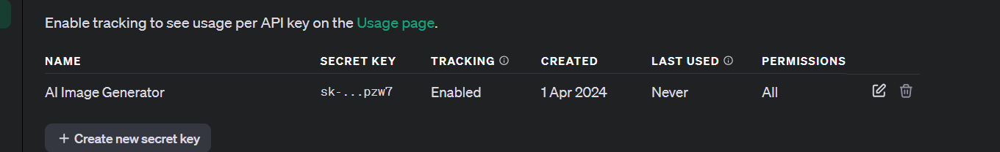 Enable tracking to see usage per API key on the Usage page.
NAME SECRET KEY TRACKING CREATED LAST USED PERMISSIONS
AI Image Generator sk-...pzw7 Enabled 1 Apr 2024 Never All
+ Create new secret key